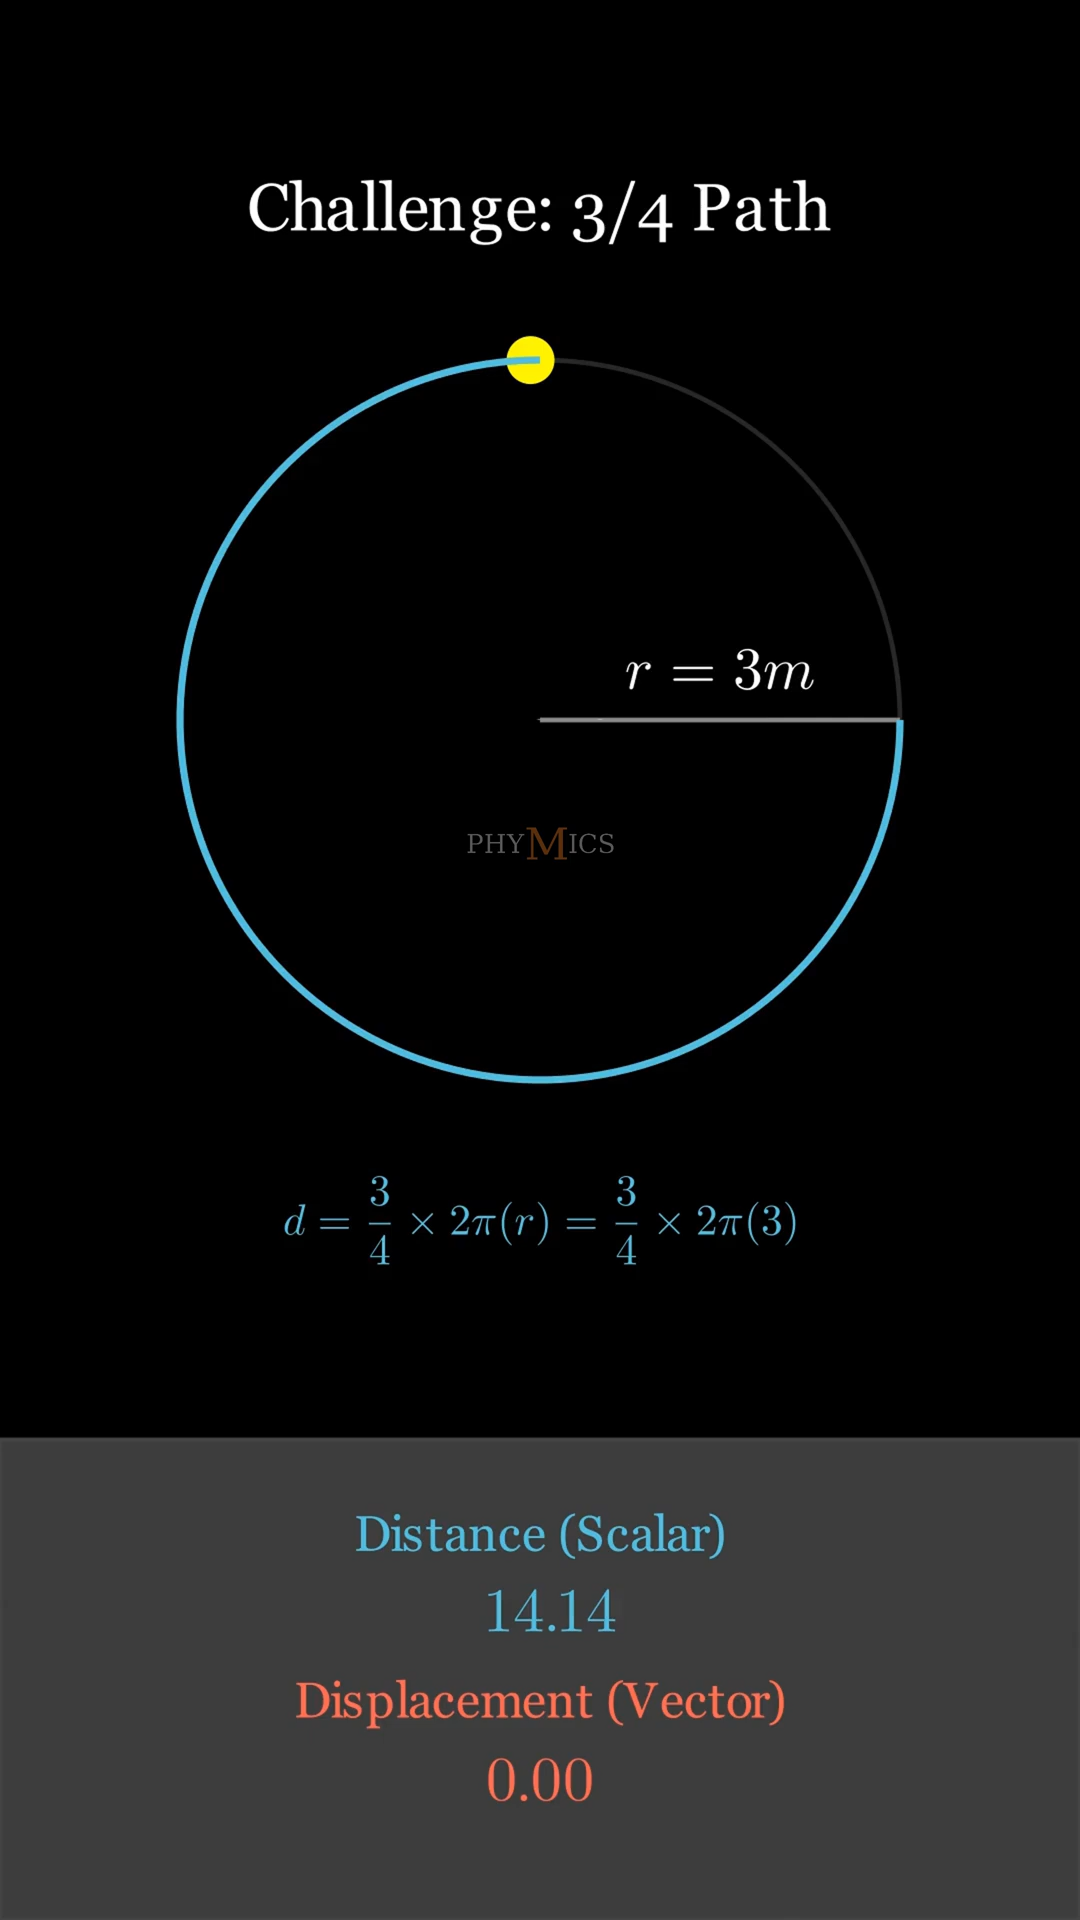 Challenge: 3/4 Path
r = 3m
PHYMICS
d = 3/4 × 2π(r) = 3/4 × 2π(3)
Distance (Scalar)
14.14
Displacement (Vector)
0.00